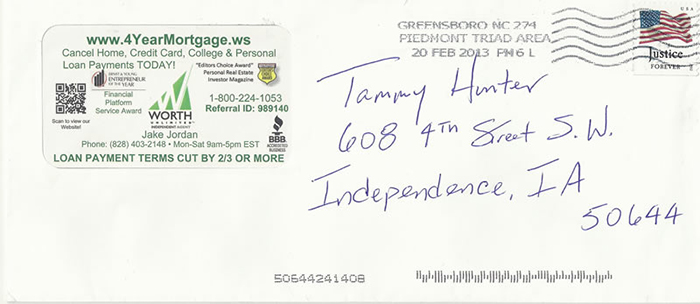 www.4YearMortgage.ws
Cancel Home, Credit Card, College & Personal
Loan Payments TODAY!
"Editors Choice Award"
Personal Real Estate
Investor Magazine
ERNST & YOUNG
ENTREPRENEUR
OF THE YEAR
Financial
Platform
Service Award
Scan to view our
Website!
WORTH
UNLIMITED
INDEPENDENT AGENT
1-800-224-1053
Referral ID: 989140
Jake Jordan
Phone: (828) 403-2148 • Mon-Sat 9am-5pm EST
BBB
ACCREDITED
BUSINESS
LOAN PAYMENT TERMS CUT BY 2/3 OR MORE
GREENSBORO NC 274
PIEDMONT TRIAD AREA
20 FEB 2013 PM 6 L
USA
Justice
FOREVER
Tammy Hunter
608 4TH Street S.W.
Independence, IA
50644
50644241408